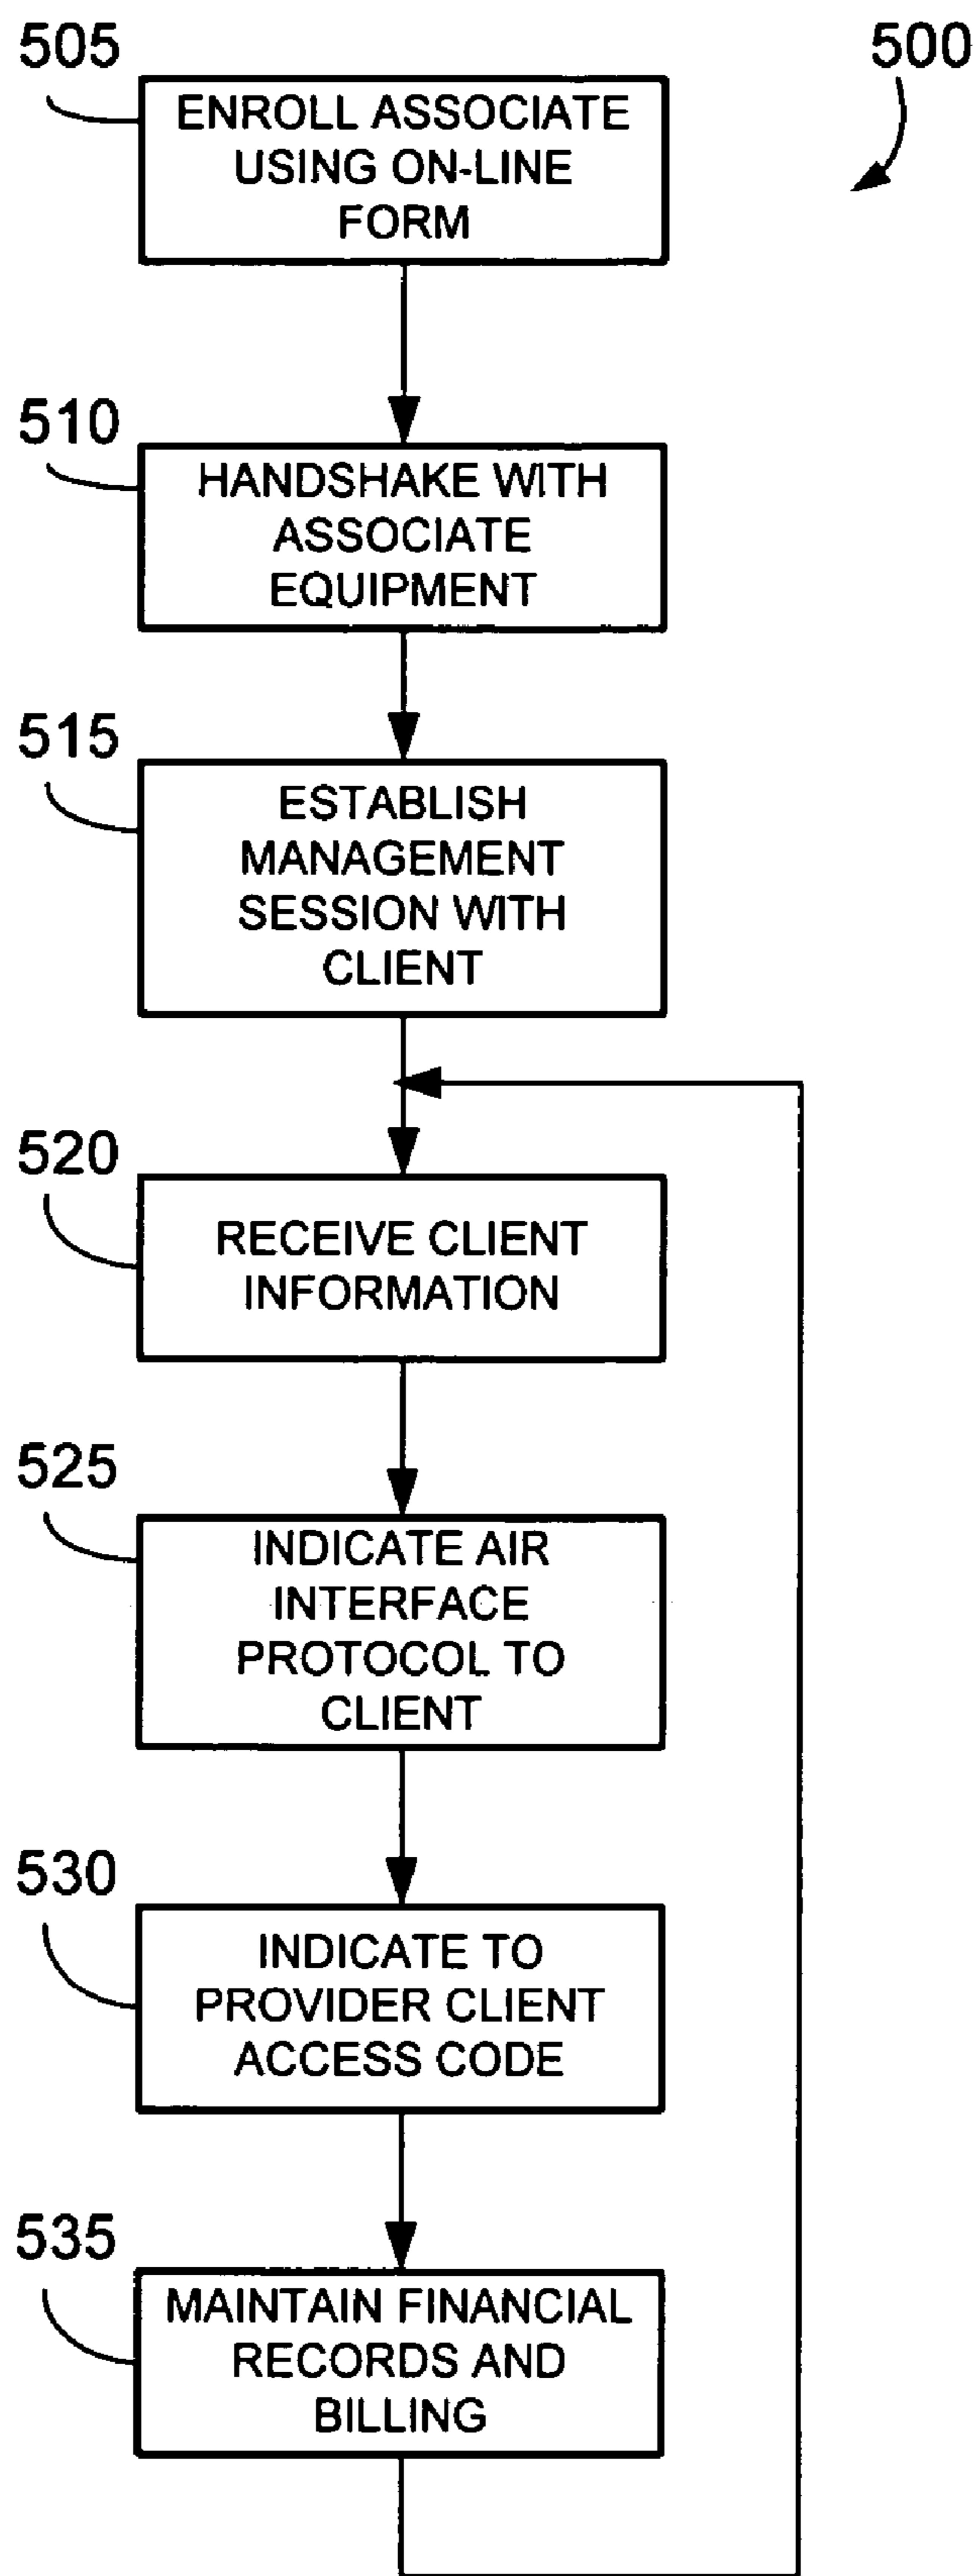 505
500
ENROLL ASSOCIATE
USING ON-LINE
FORM
510
HANDSHAKE WITH
ASSOCIATE
EQUIPMENT
515
ESTABLISH
MANAGEMENT
SESSION WITH
CLIENT
520
RECEIVE CLIENT
INFORMATION
525
INDICATE AIR
INTERFACE
PROTOCOL TO
CLIENT
530
INDICATE TO
PROVIDER CLIENT
ACCESS CODE
535
MAINTAIN FINANCIAL
RECORDS AND
BILLING